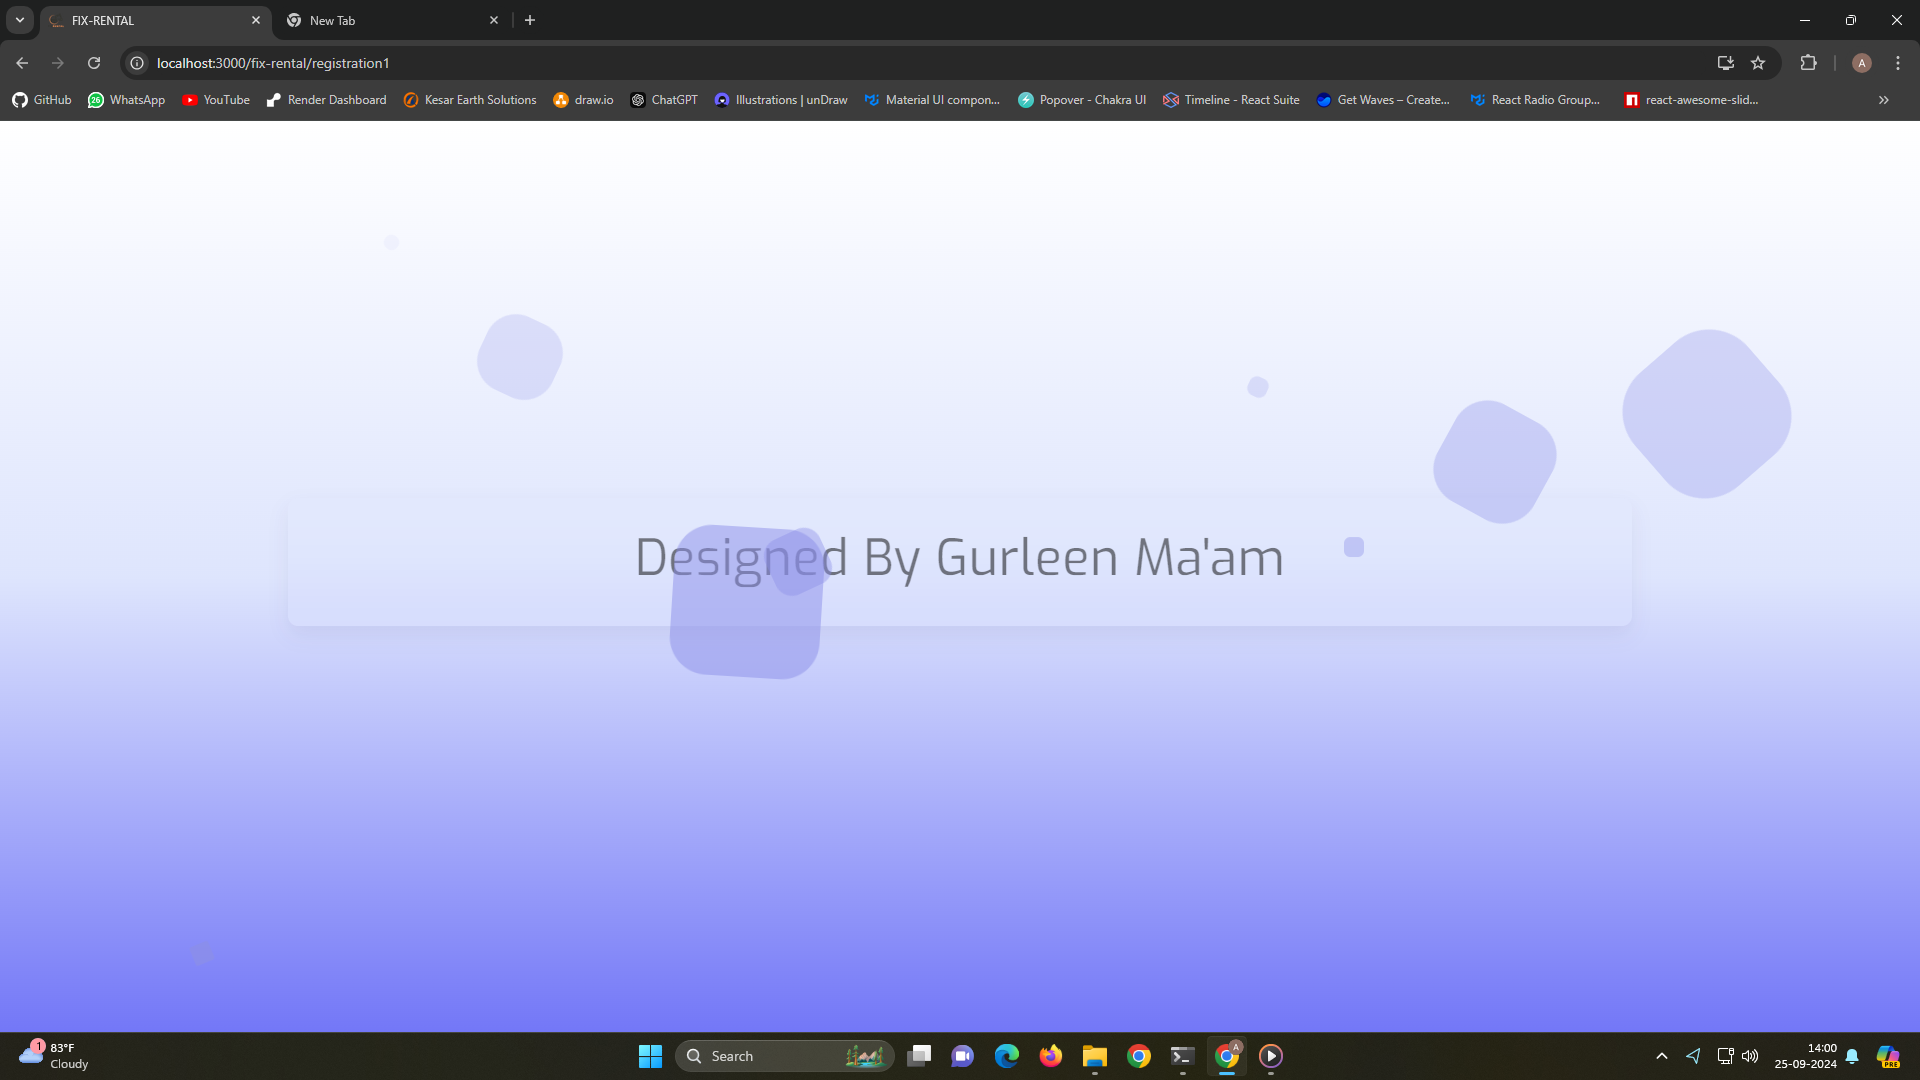 FIX-RENTAL
New Tab
localhost:3000/fix-rental/registration1
A
GitHub
26
WhatsApp
YouTube
Render Dashboard
Kesar Earth Solutions
draw.io
ChatGPT
Illustrations | unDraw
Material UI compon...
Popover - Chakra UI
Timeline - React Suite
Get Waves – Create...
React Radio Group...
react-awesome-slid...
Designed By Gurleen Ma'am
1
83°F
Cloudy
Search
A
14:00
25-09-2024
PRE